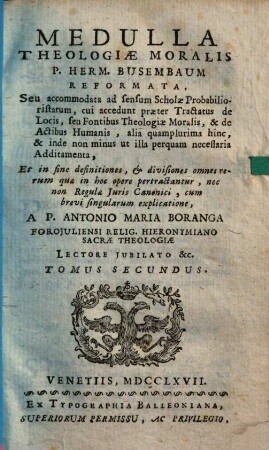 MEDULLA
THEOLOGIÆ MORALIS
P. HERM. BUSEMBAUM
REFORMATA,
Seu accommodata ad sensum Scholæ Probabilio-
ristarum, cui accedunt præter Tractatus de
Locis, seu Fontibus Theologiæ Moralis, & de
Actibus Humanis, alia quamplurima hinc,
& inde non minus ut illa perquam necessaria
Additamenta,
Et in fine definitiones, & divisiones omnes re-
rum quæ in hoc opere pertractantur, nec
non Regulæ Juris Canonici, cum
brevi singularum explicatione,
A P. ANTONIO MARIA BORANGA
FOROJULIENSI RELIG. HIERONYMIANO
SACRÆ THEOLOGIÆ
LECTORE JUBILATO &c.
TOMUS SECUNDUS.
VENETIIS, MDCCLXVII.
EX TYPOGRAPHIA BALLEONIANA,
SUPERIORUM PERMISSU, AC PRIVILEGIO.